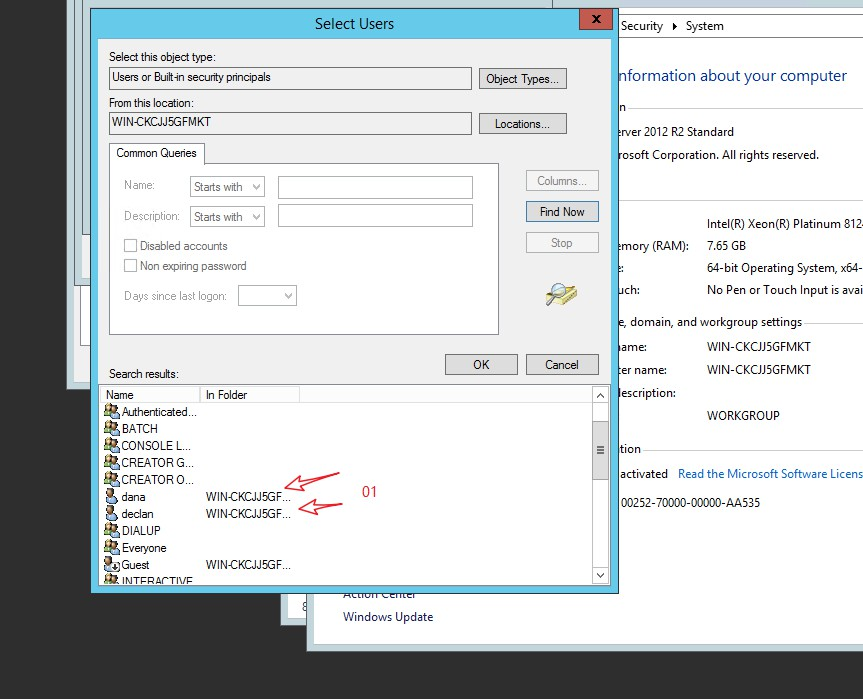 Select Users
x
Select this object type:
Users or Built-in security principals
Object Types...
From this location:
WIN-CKCJJ5GFMKT
Locations...
Common Queries
Name: Starts with
Description: Starts with
Disabled accounts
Non expiring password
Days since last logon:
Columns...
Find Now
Stop
OK
Cancel
Search results:
Name In Folder
Authenticated...
BATCH
CONSOLE L...
CREATOR G...
CREATOR O...
dana WIN-CKCJJ5GF...
declan WIN-CKCJJ5GF...
DIALUP
Everyone
Guest WIN-CKCJJ5GF...
INTERACTIVE
01
Security System
nformation about your computer
n
erver 2012 R2 Standard
rosoft Corporation. All rights reserved.
Intel(R) Xeon(R) Platinum 812
emory (RAM): 7.65 GB
e: 64-bit Operating System, x64-
uch: No Pen or Touch Input is avai
e, domain, and workgroup settings
ame: WIN-CKCJJ5GFMKT
ter name: WIN-CKCJJ5GFMKT
description:
WORKGROUP
tion
activated Read the Microsoft Software Licens
00252-70000-00000-AA535
8
Action Center
Windows Update